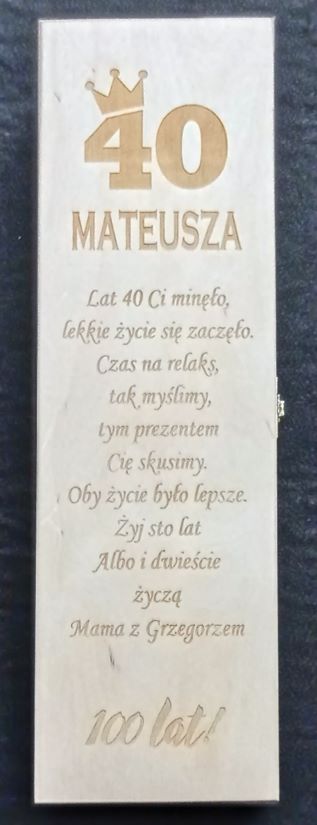 40
MATEUSZA
Lat 40 Ci minęło,
lekkie życie się zaczęło.
Czas na relaks,
tak myślimy,
tym prezentem
Cię skusimy.
Oby życie było lepsze.
Żyj sto lat
Albo i dwieście
życzą
Mama z Grzegorzem
100 lat!